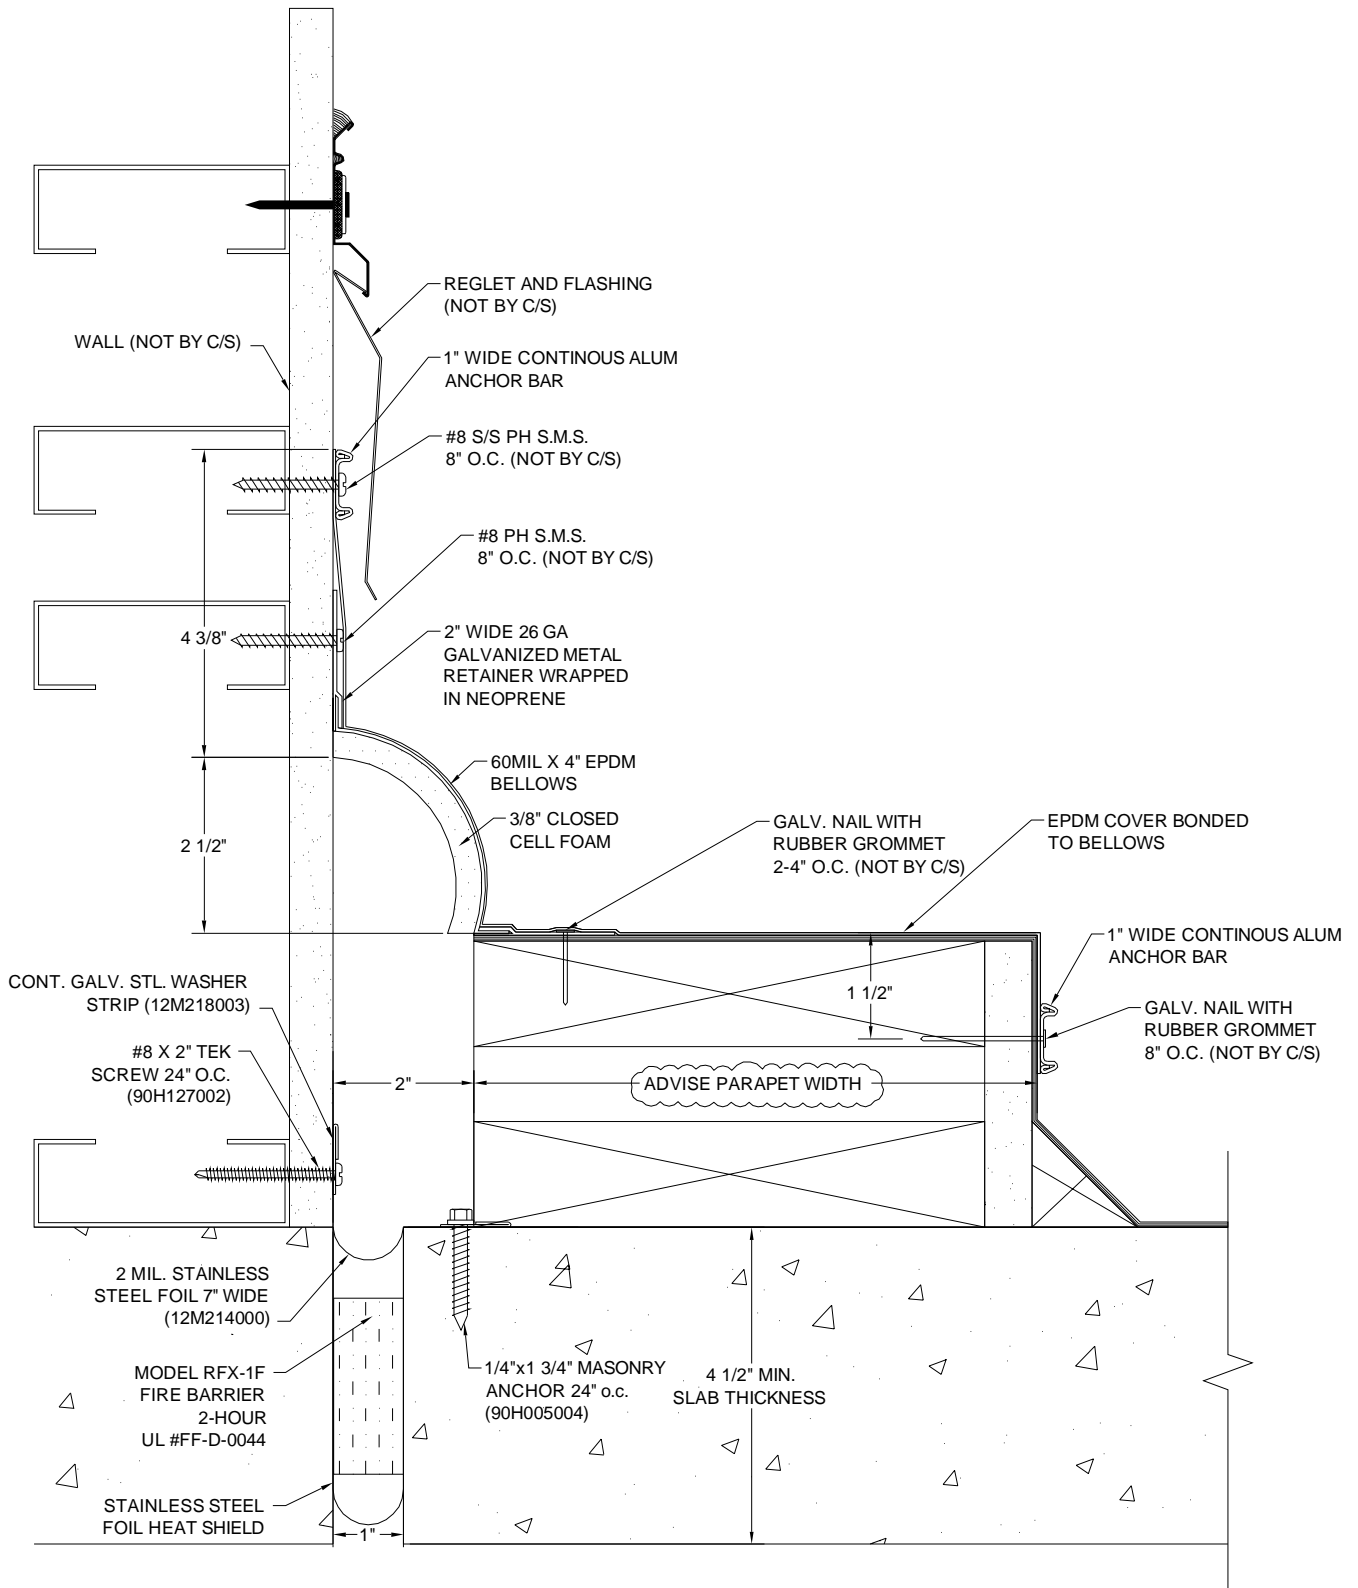 REGLET AND FLASHING
(NOT BY C/S)
WALL (NOT BY C/S)
1" WIDE CONTINOUS ALUM
ANCHOR BAR
#8 S/S PH S.M.S.
8" O.C. (NOT BY C/S)
#8 PH S.M.S.
8" O.C. (NOT BY C/S)
4 3/8"
2" WIDE 26 GA
GALVANIZED METAL
RETAINER WRAPPED
IN NEOPRENE
60MIL X 4" EPDM
BELLOWS
3/8" CLOSED
CELL FOAM
2 1/2"
GALV. NAIL WITH
RUBBER GROMMET
2-4" O.C. (NOT BY C/S)
EPDM COVER BONDED
TO BELLOWS
1" WIDE CONTINOUS ALUM
ANCHOR BAR
CONT. GALV. STL. WASHER
STRIP (12M218003)
1 1/2"
GALV. NAIL WITH
RUBBER GROMMET
8" O.C. (NOT BY C/S)
#8 X 2" TEK
SCREW 24" O.C.
(90H127002)
2"
ADVISE PARAPET WIDTH
2 MIL. STAINLESS
STEEL FOIL 7" WIDE
(12M214000)
MODEL RFX-1F
FIRE BARRIER
2-HOUR
UL #FF-D-0044
1/4"x1 3/4" MASONRY
ANCHOR 24" o.c.
(90H005004)
4 1/2" MIN.
SLAB THICKNESS
STAINLESS STEEL
FOIL HEAT SHIELD
1"